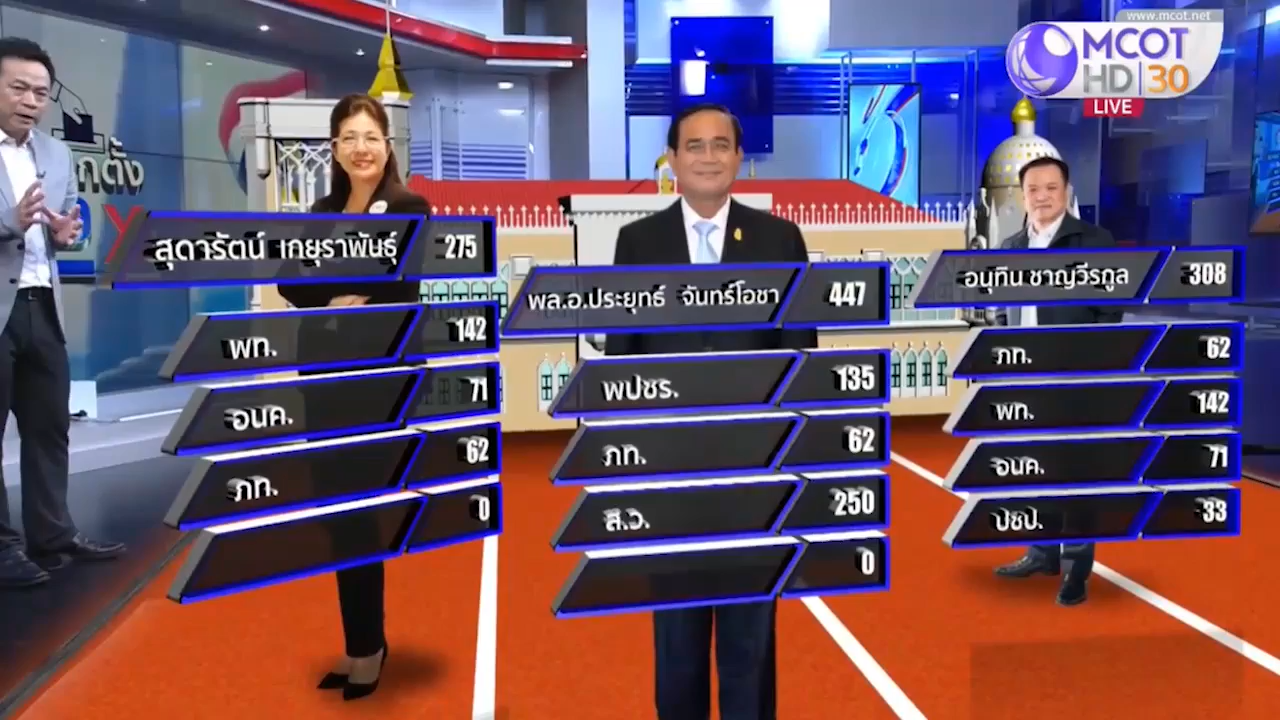 www.mcot.net
MCOT
HD 30
LIVE
กตั้ง
สุดารัตน์ เกยุราพันธุ์ 275
พท. 142
อนค. 71
ภท. 62
0
พล.อ.ประยุทธ์ จันทร์โอชา 447
พปชร. 135
ภท. 62
ส.ว. 250
0
อนุทิน ชาญวีรกูล 308
ภท. 62
พท. 142
อนค. 71
ปชป. 33